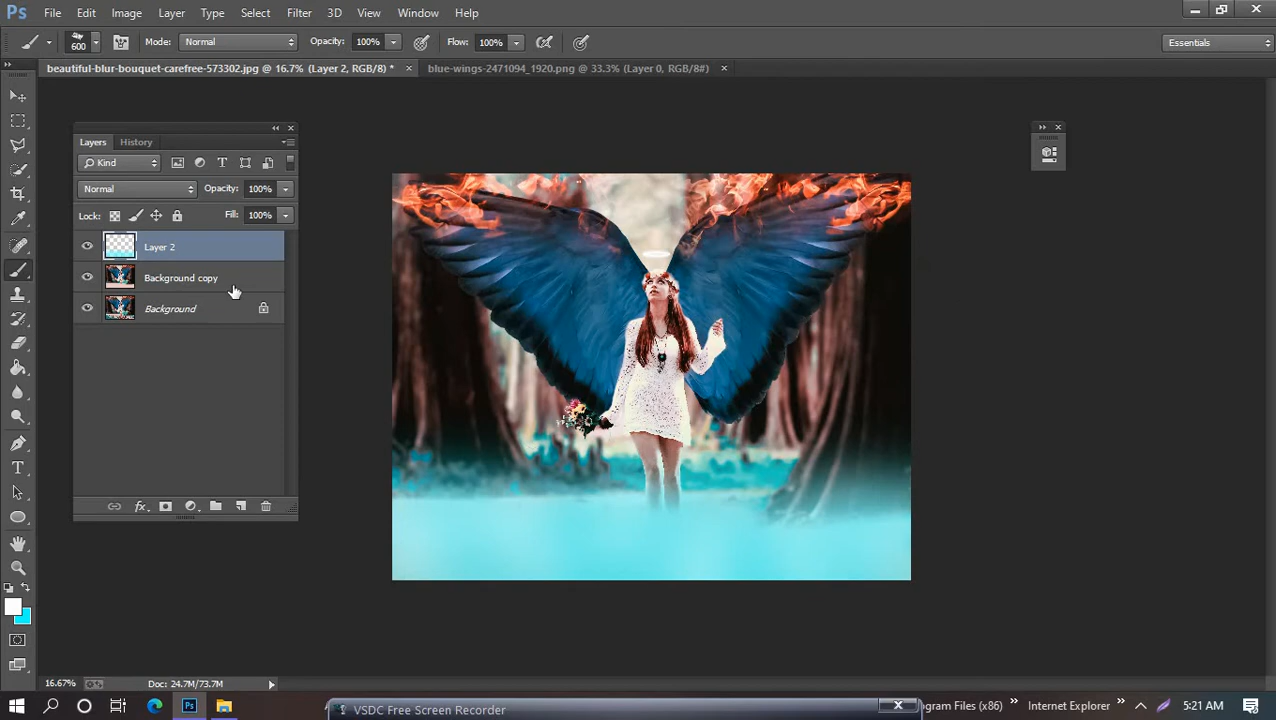 Ps File Edit Image Layer Type Select Filter 3D View Window Help
600 Mode: Normal Opacity: 100% Flow: 100% Essentials
beautiful-blur-bouquet-carefree-573302.jpg @ 16.7% (Layer 2, RGB/8) * × blue-wings-2471094_1920.png @ 33.3% (Layer 0, RGB/8#) ×
Layers History
Kind
Normal Opacity: 100%
Lock: Fill: 100%
Layer 2
Background copy
Background
16.67% Doc: 24.7M/73.7M
VSDC Free Screen Recorder
ogram Files (x86) Internet Explorer 5:21 AM